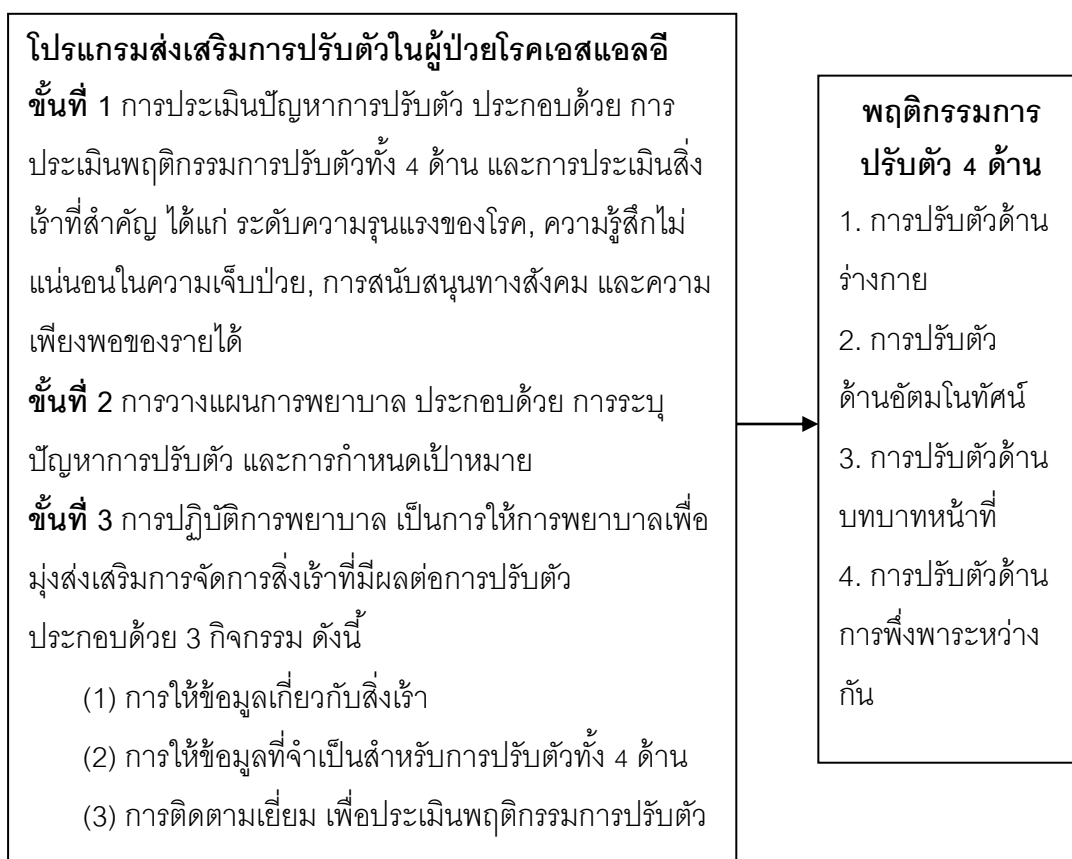 โปรแกรมส่งเสริมการปรับตัวในผู้ป่วยโรคเอสแอลอี
ขั้นที่ 1 การประเมินปัญหาการปรับตัว ประกอบด้วย การ
ประเมินพฤติกรรมการปรับตัวทั้ง 4 ด้าน และการประเมินสิ่ง
เร้าที่สำคัญ ได้แก่ ระดับความรุนแรงของโรค, ความรู้สึกไม่
แน่นอนในความเจ็บป่วย, การสนับสนุนทางสังคม และความ
เพียงพอของรายได้
ขั้นที่ 2 การวางแผนการพยาบาล ประกอบด้วย การระบุ
ปัญหาการปรับตัว และการกำหนดเป้าหมาย
ขั้นที่ 3 การปฏิบัติการพยาบาล เป็นการให้การพยาบาลเพื่อ
มุ่งส่งเสริมการจัดการสิ่งเร้าที่มีผลต่อการปรับตัว
ประกอบด้วย 3 กิจกรรม ดังนี้
(1) การให้ข้อมูลเกี่ยวกับสิ่งเร้า
(2) การให้ข้อมูลที่จำเป็นสำหรับการปรับตัวทั้ง 4 ด้าน
(3) การติดตามเยี่ยม เพื่อประเมินพฤติกรรมการปรับตัว
พฤติกรรมการ
ปรับตัว 4 ด้าน
1. การปรับตัวด้าน
ร่างกาย
2. การปรับตัว
ด้านอัตมโนทัศน์
3. การปรับตัวด้าน
บทบาทหน้าที่
4. การปรับตัวด้าน
การพึ่งพาระหว่าง
กัน